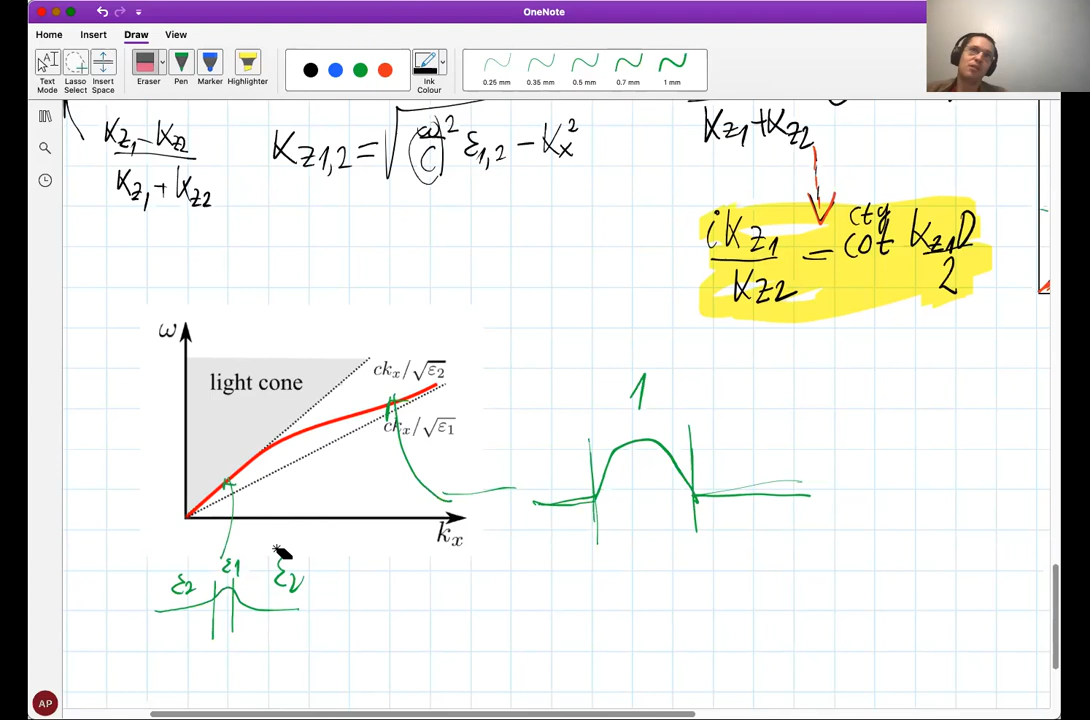 OneNote
Home Insert Draw View
Text Mode
Lasso Select
Insert Space
Eraser
Pen
Marker
Highlighter
Ink Colour
0.25 mm
0.35 mm
0.5 mm
0.7 mm
1 mm
Kz1 - Kz2
Kz1 + Kz2
Kz1,2 = √(ω/C)² ε1,2 - Kx²
Kz1 + Kz2
ctg
iKz1 / Kz2 = cot Kz1D / 2
ω
light cone
ckx/√ε2
ckx/√ε1
kx
1
ε2 ε1 ε2
AP